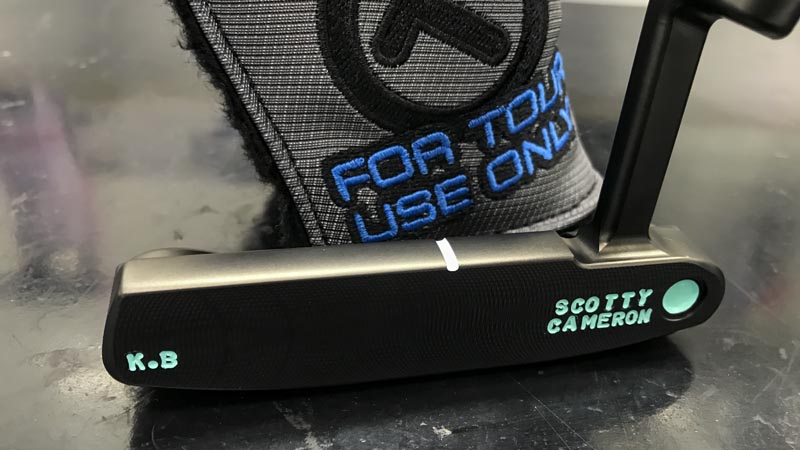 FOR TOUR
USE ONLY
SCOTTY
CAMERON
K.B